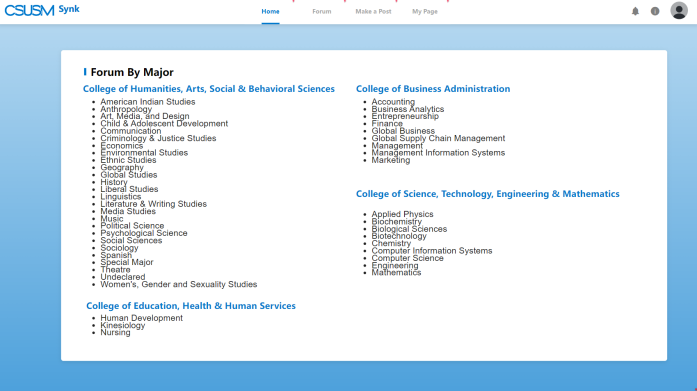 CSUSM Synk
Home
Forum
Make a Post
My Page
Forum By Major
College of Humanities, Arts, Social & Behavioral Sciences
American Indian Studies
Anthropology
Art, Media, and Design
Child & Adolescent Development
Communication
Criminology & Justice Studies
Economics
Environmental Studies
Ethnic Studies
Geography
Global Studies
History
Liberal Studies
Linguistics
Literature & Writing Studies
Media Studies
Music
Political Science
Psychological Science
Social Sciences
Sociology
Spanish
Special Major
Theatre
Undeclared
Women's, Gender and Sexuality Studies
College of Education, Health & Human Services
Human Development
Kinesiology
Nursing
College of Business Administration
Accounting
Business Analytics
Entrepreneurship
Finance
Global Business
Global Supply Chain Management
Management
Management Information Systems
Marketing
College of Science, Technology, Engineering & Mathematics
Applied Physics
Biochemistry
Biological Sciences
Biotechnology
Chemistry
Computer Information Systems
Computer Science
Engineering
Mathematics